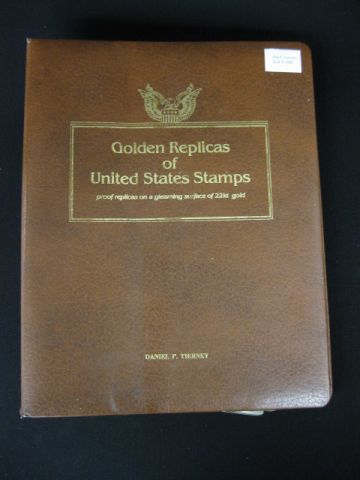 Golden Replicas
of
United States Stamps
proof replicas on a gleaming surface of 22kt gold
DANIEL P. TIERNEY